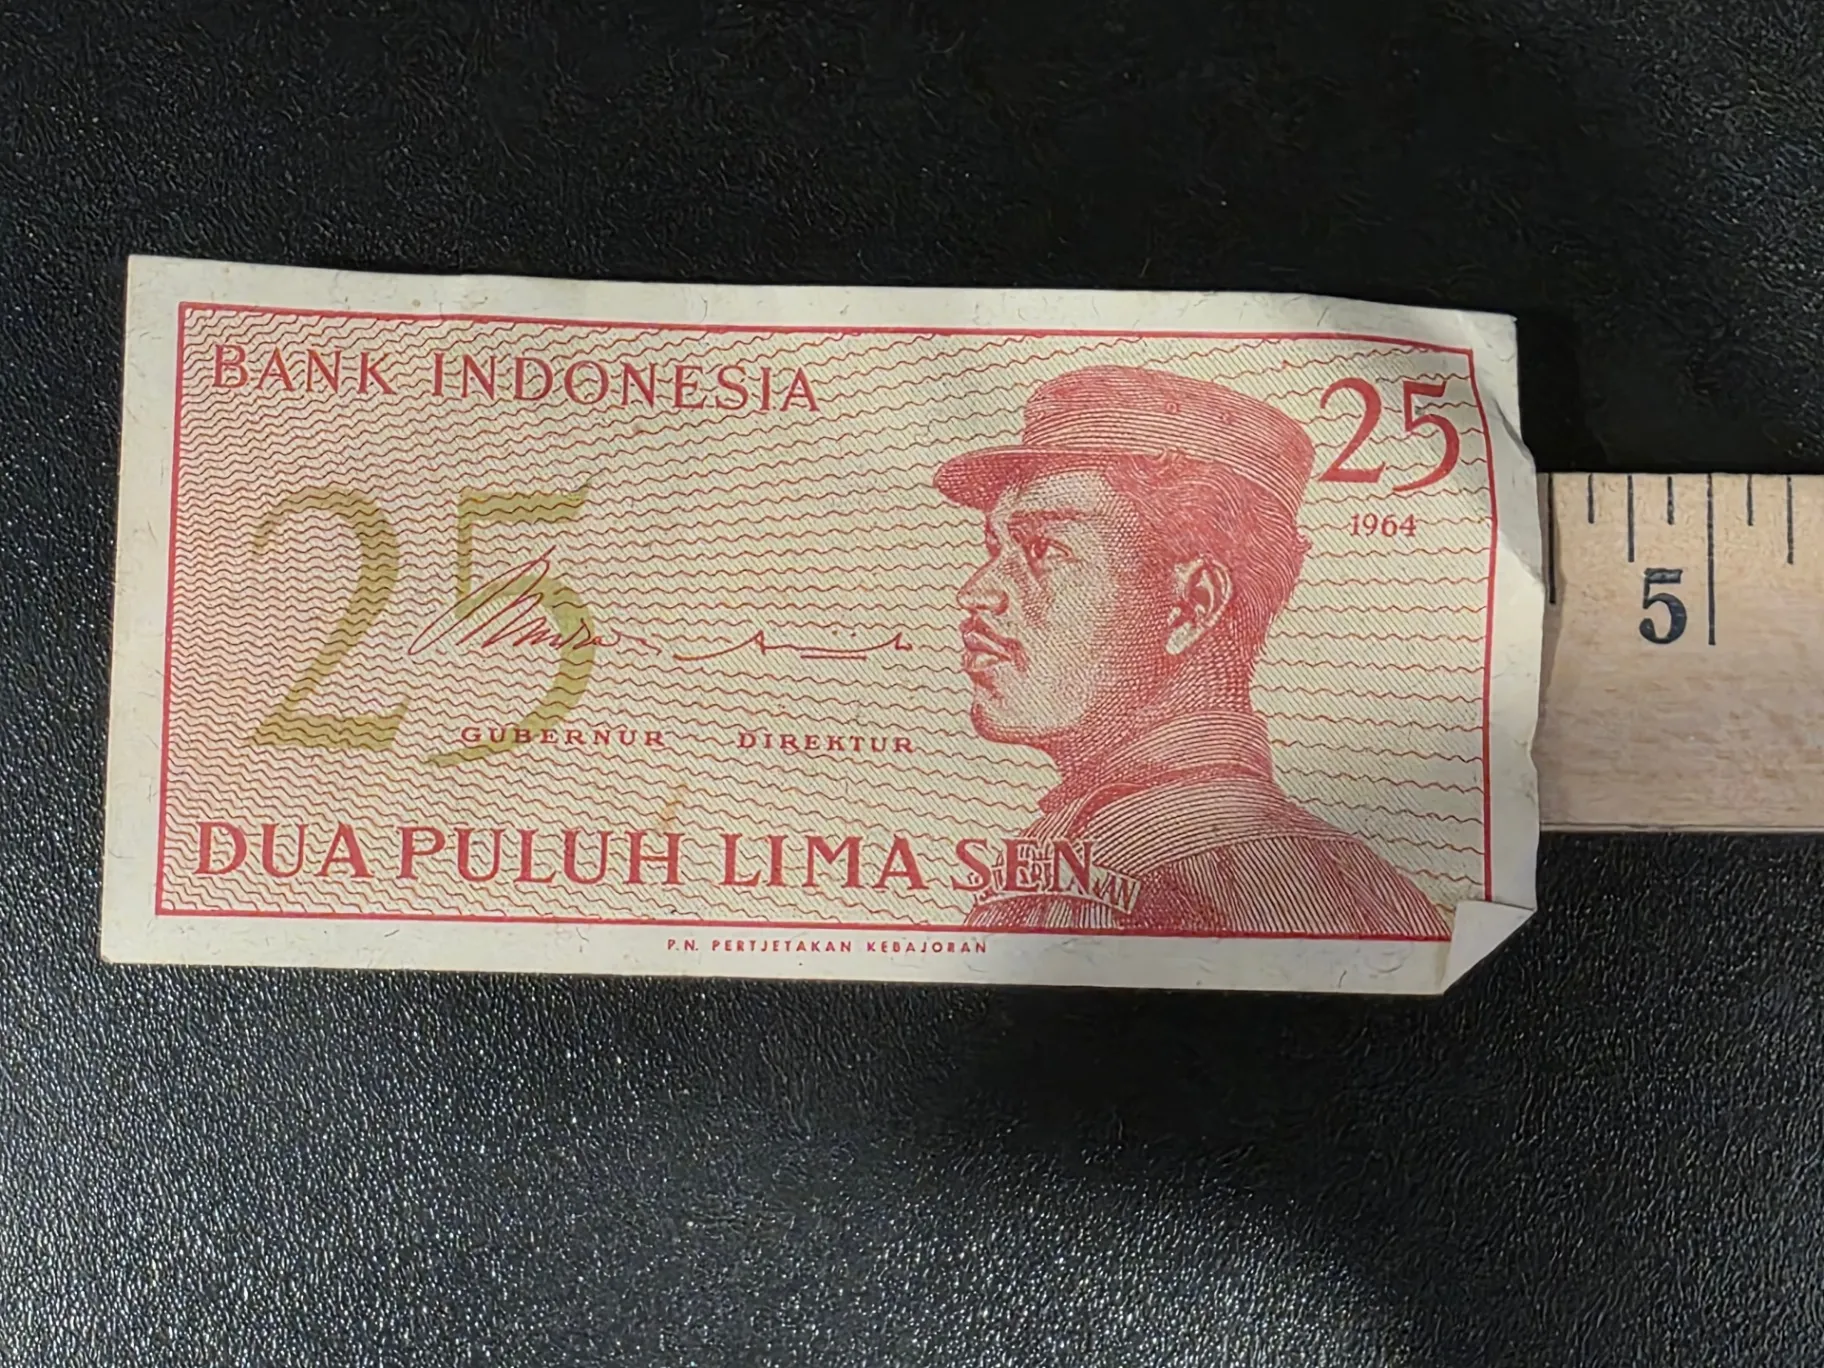 BANK INDONESIA
25
1964
25
5
GUBERNUR DIREKTUR
DUA PULUH LIMA SEN
P.N. PERTJETAKAN KEBAJORAN